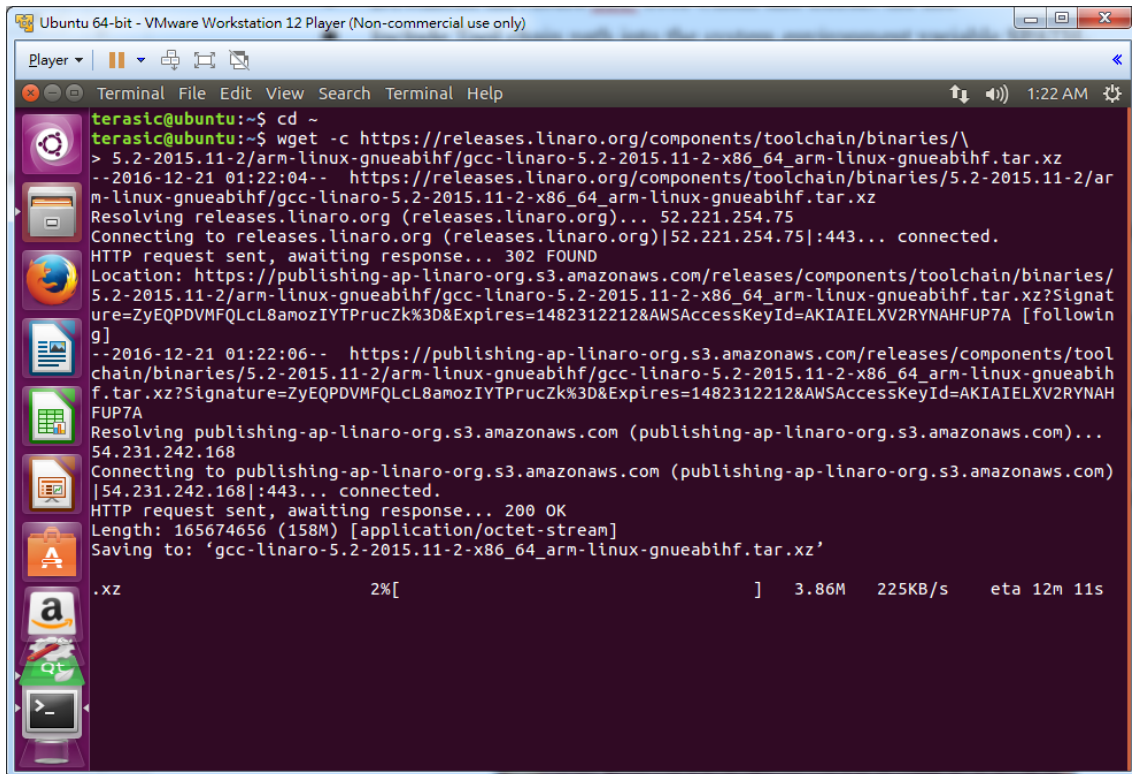 Ubuntu 64-bit - VMware Workstation 12 Player (Non-commercial use only)
Player
Terminal File Edit View Search Terminal Help 1:22 AM
terasic@ubuntu:~$ cd ~
terasic@ubuntu:~$ wget -c https://releases.linaro.org/components/toolchain/binaries/\
> 5.2-2015.11-2/arm-linux-gnueabihf/gcc-linaro-5.2-2015.11-2-x86_64_arm-linux-gnueabihf.tar.xz
--2016-12-21 01:22:04-- https://releases.linaro.org/components/toolchain/binaries/5.2-2015.11-2/ar
m-linux-gnueabihf/gcc-linaro-5.2-2015.11-2-x86_64_arm-linux-gnueabihf.tar.xz
Resolving releases.linaro.org (releases.linaro.org)... 52.221.254.75
Connecting to releases.linaro.org (releases.linaro.org)|52.221.254.75|:443... connected.
HTTP request sent, awaiting response... 302 FOUND
Location: https://publishing-ap-linaro-org.s3.amazonaws.com/releases/components/toolchain/binaries/
5.2-2015.11-2/arm-linux-gnueabihf/gcc-linaro-5.2-2015.11-2-x86_64_arm-linux-gnueabihf.tar.xz?Signat
ure=ZyEQPDVMFQLcL8amozIYTPrucZk%3D&Expires=1482312212&AWSAccessKeyId=AKIAIELXV2RYNAHFUP7A [followin
g]
--2016-12-21 01:22:06-- https://publishing-ap-linaro-org.s3.amazonaws.com/releases/components/tool
chain/binaries/5.2-2015.11-2/arm-linux-gnueabihf/gcc-linaro-5.2-2015.11-2-x86_64_arm-linux-gnueabih
f.tar.xz?Signature=ZyEQPDVMFQLcL8amozIYTPrucZk%3D&Expires=1482312212&AWSAccessKeyId=AKIAIELXV2RYNAH
FUP7A
Resolving publishing-ap-linaro-org.s3.amazonaws.com (publishing-ap-linaro-org.s3.amazonaws.com)...
54.231.242.168
Connecting to publishing-ap-linaro-org.s3.amazonaws.com (publishing-ap-linaro-org.s3.amazonaws.com)
|54.231.242.168|:443... connected.
HTTP request sent, awaiting response... 200 OK
Length: 165674656 (158M) [application/octet-stream]
Saving to: ‘gcc-linaro-5.2-2015.11-2-x86_64_arm-linux-gnueabihf.tar.xz’
.xz 2%[ ] 3.86M 225KB/s eta 12m 11s
a
Qt
>_